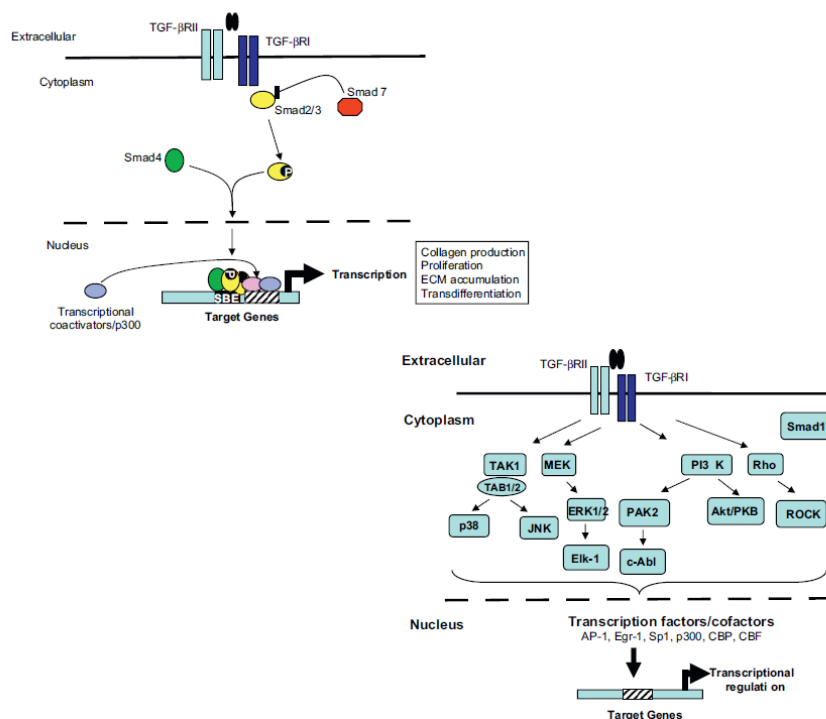 TGF-βRII
Extracellular
TGF-βRI
Cytoplasm
Smad 7
Smad2/3
Smad4
P
Nucleus
Collagen production
Proliferation
ECM accumulation
Transdifferentiation
Transcription
P
SBE
Transcriptional
coactivators/p300
Target Genes
Extracellular
TGF-βRII
TGF-βRI
Cytoplasm
Smad1
TAK1
MEK
PI3 K
Rho
TAB1/2
p38
JNK
ERK1/2
PAK2
Akt/PKB
ROCK
Elk-1
c-Abl
Nucleus
Transcription factors/cofactors
AP-1, Egr-1, Sp1, p300, CBP, CBF
Transcriptional
regulati on
Target Genes